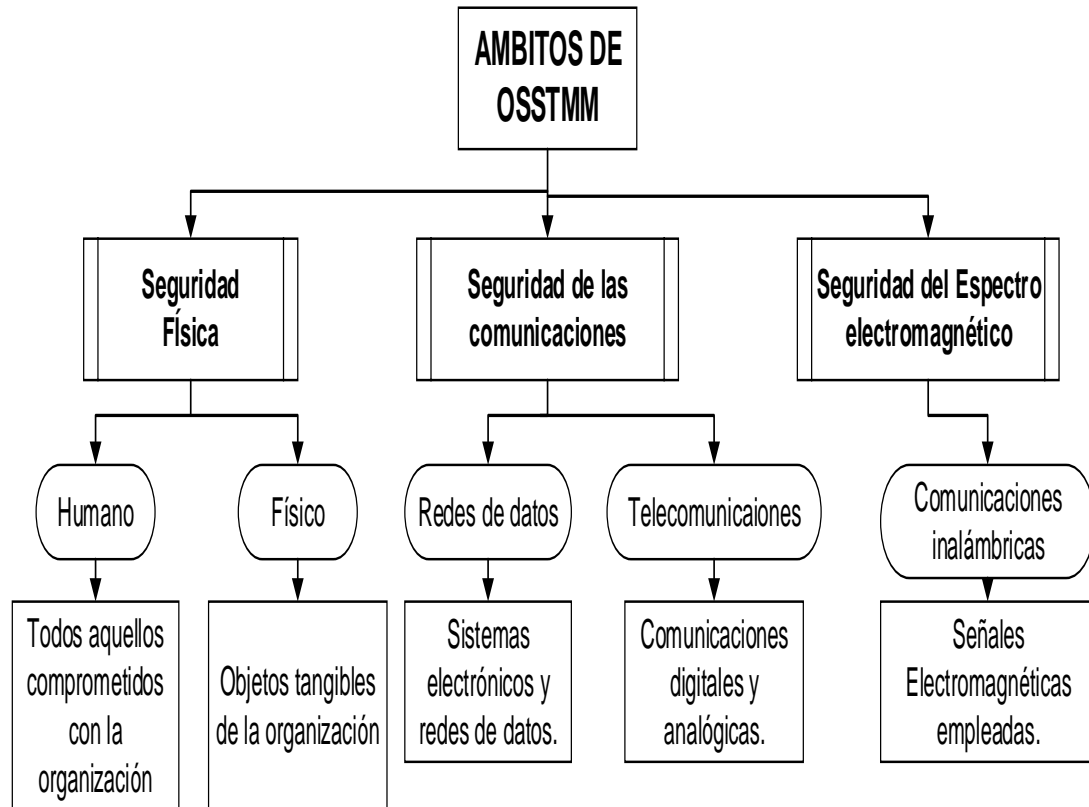 AMBITOS DE
OSSTMM
Seguridad
Física
Seguridad de las
comunicaciones
Seguridad del Espectro
electromagnético
Humano
Físico
Redes de datos
Telecomunicaiones
Comunicaciones
inalámbricas
Todos aquellos
comprometidos
con la
organización
Objetos tangibles
de la organización
Sistemas
electrónicos y
redes de datos.
Comunicaciones
digitales y
analógicas.
Señales
Electromagnéticas
empleadas.